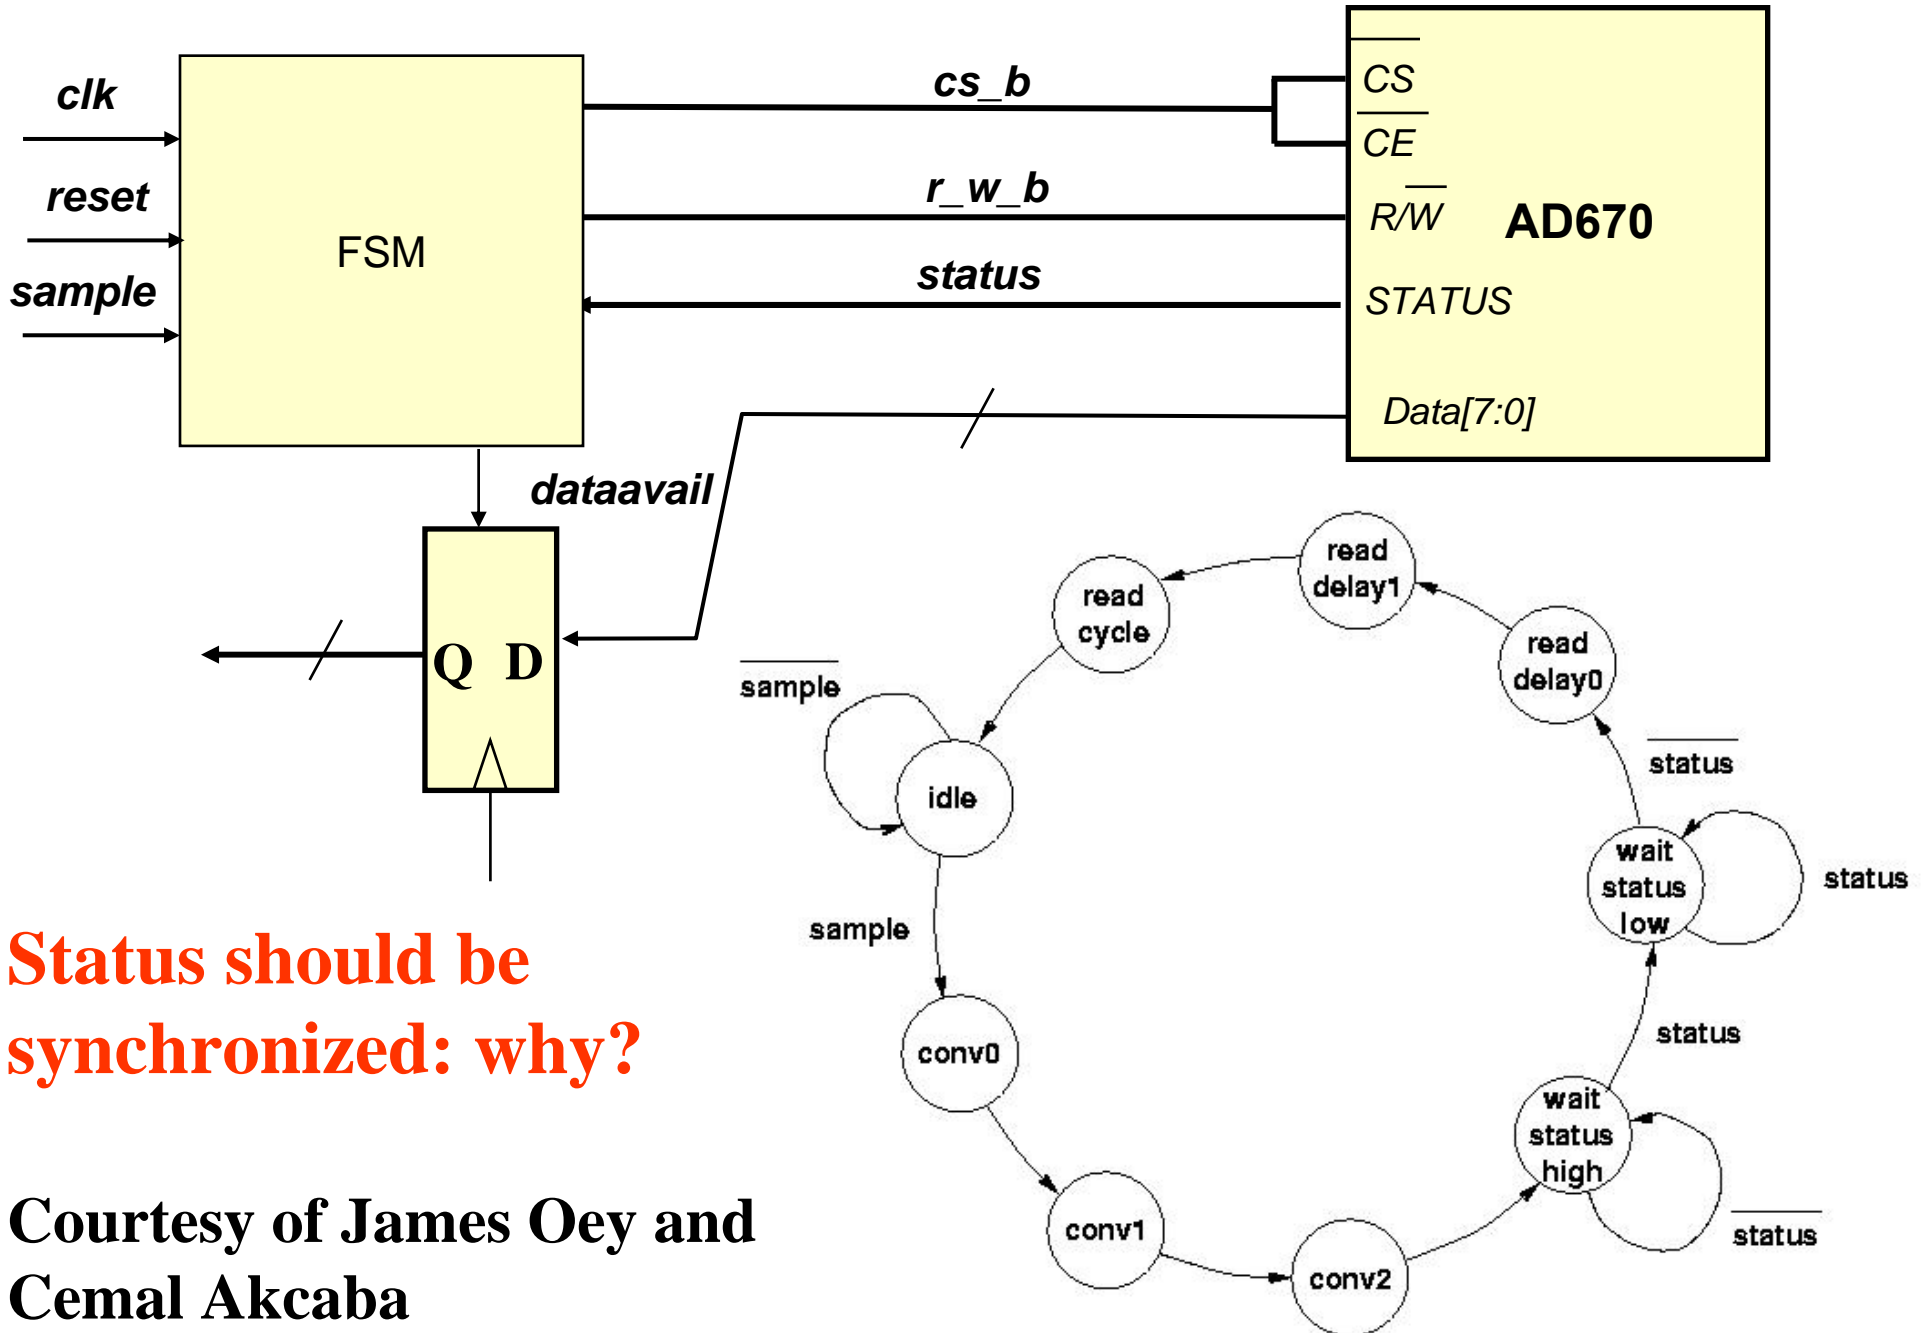 clk
reset
sample
FSM
cs_b
r_w_b
status
CS
CE
R/W
AD670
STATUS
Data[7:0]
dataavail
Q D
read
delay1
read
cycle
read
delay0
sample
idle
status
wait
status
low
status
sample
status
conv0
wait
status
high
status
conv1
conv2
Status should be
synchronized: why?
Courtesy of James Oey and
Cemal Akcaba